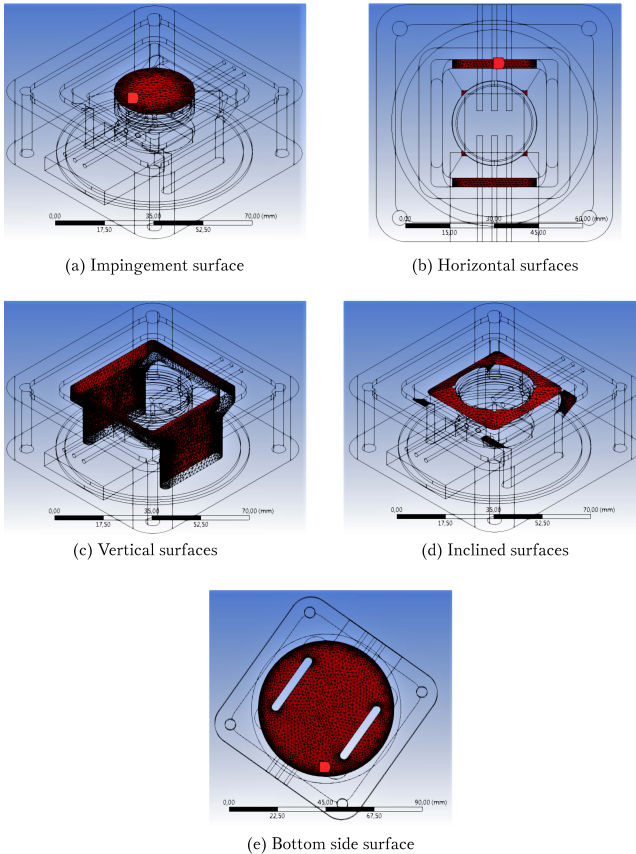 0,00 35,00 70,00 (mm)
17,50 52,50
(a) Impingement surface
0,00 30,00 60,00 (mm)
15,00 45,00
(b) Horizontal surfaces
0,00 35,00 70,00 (mm)
17,50 52,50
(c) Vertical surfaces
0,00 35,00 70,00 (mm)
17,50 52,50
(d) Inclined surfaces
0,00 45,00 90,00 (mm)
22,50 67,50
(e) Bottom side surface